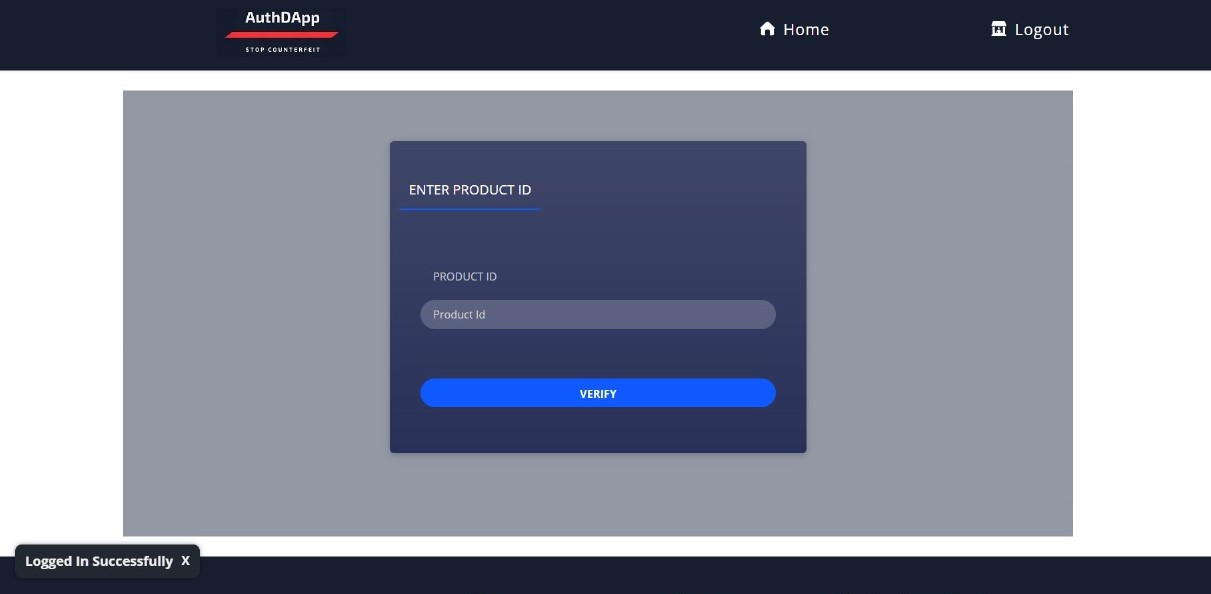 AuthDApp
STOP COUNTERFEIT
Home
Logout
ENTER PRODUCT ID
PRODUCT ID
Product Id
VERIFY
Logged In Successfully X